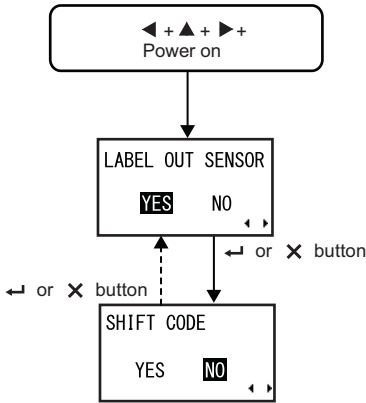 ◀ + ▲ + ▶ +
Power on
LABEL OUT SENSOR
YES NO
↵ or ✕ button
↵ or ✕ button
SHIFT CODE
YES NO